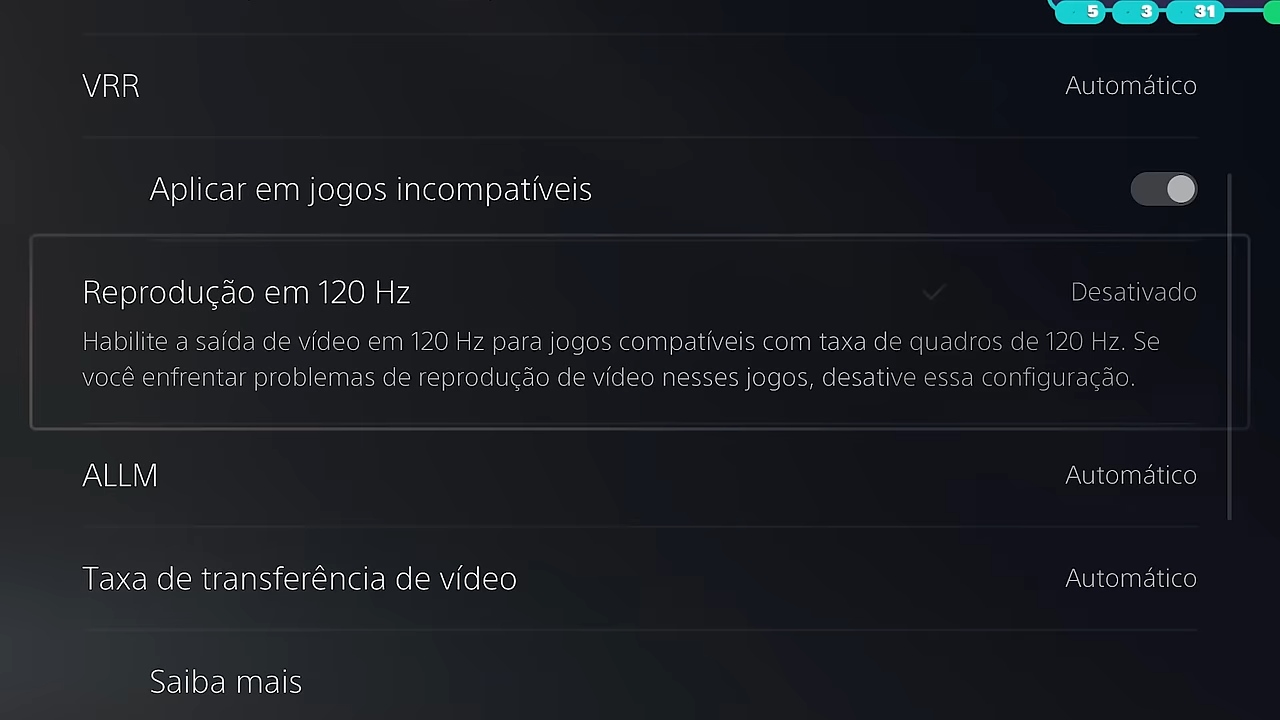 5 3 31
VRR
Automático
Aplicar em jogos incompatíveis
Reprodução em 120 Hz
Desativado
Habilite a saída de vídeo em 120 Hz para jogos compatíveis com taxa de quadros de 120 Hz. Se
você enfrentar problemas de reprodução de vídeo nesses jogos, desative essa configuração.
ALLM
Automático
Taxa de transferência de vídeo
Automático
Saiba mais